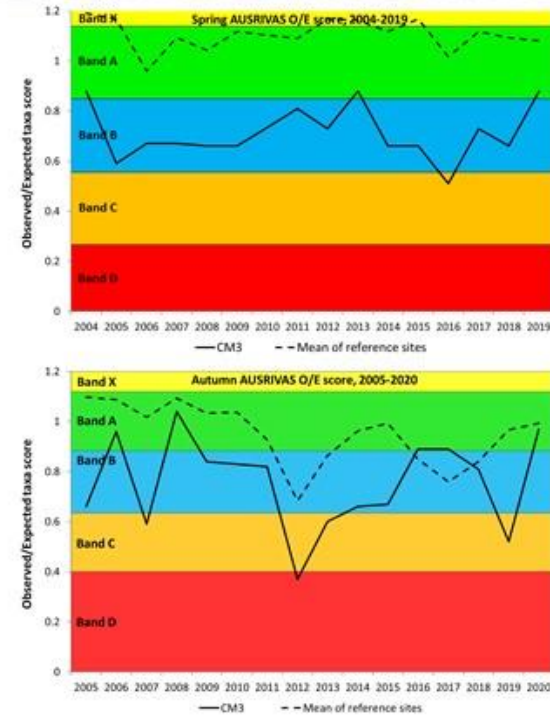 Spring AUSRIVAS O/E score, 2004-2019
Band X
Band A
Band B
Band C
Band D
Observed/Expected taxa score
1.2
1
0.8
0.6
0.4
0.2
0
2004 2005 2006 2007 2008 2009 2010 2011 2012 2013 2014 2015 2016 2017 2018 2019
CM3 Mean of reference sites
Autumn AUSRIVAS O/E score, 2005-2020
Band X
Band A
Band B
Band C
Band D
Observed/Expected taxa score
1.2
1
0.8
0.6
0.4
0.2
0
2005 2006 2007 2008 2009 2010 2011 2012 2013 2014 2015 2016 2017 2018 2019 2020
CM3 Mean of reference sites